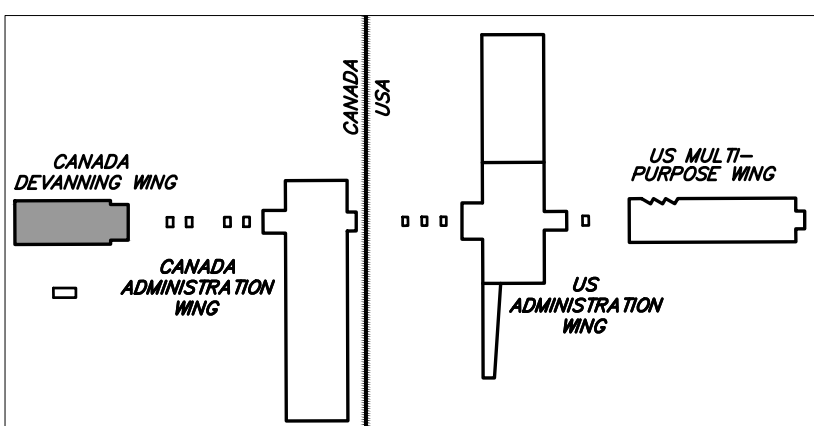 CANADA
USA
CANADA
DEVANNING WING
US MULTI-
PURPOSE WING
CANADA
ADMINISTRATION
WING
US
ADMINISTRATION
WING